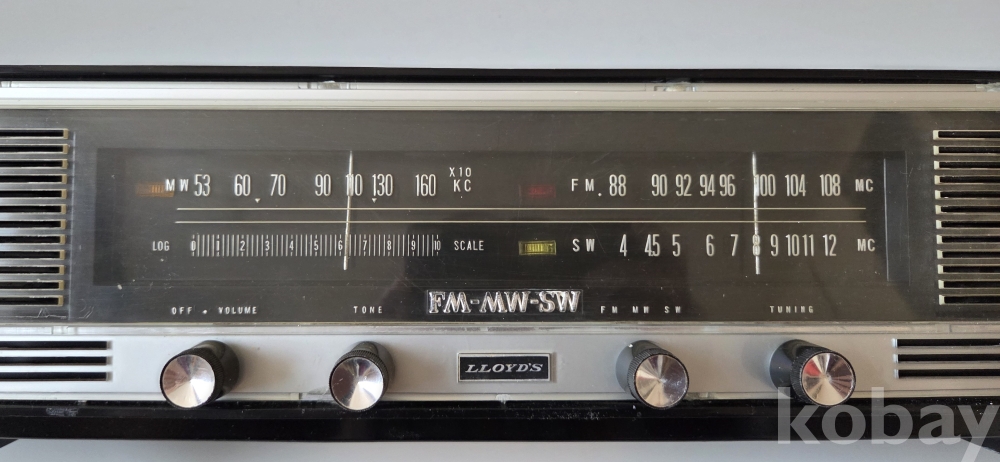 MW 53 60 70 90 110 130 160 X10 KC
FM. 88 90 92 94 96 100 104 108 MC
LOG 0 1 2 3 4 5 6 7 8 9 10 SCALE
SW 4 4.5 5 6 7 8 9 10 11 12 MC
FM-MW-SW
OFF . VOLUME TONE FM MW SW TUNING
LLOYD'S
kobay